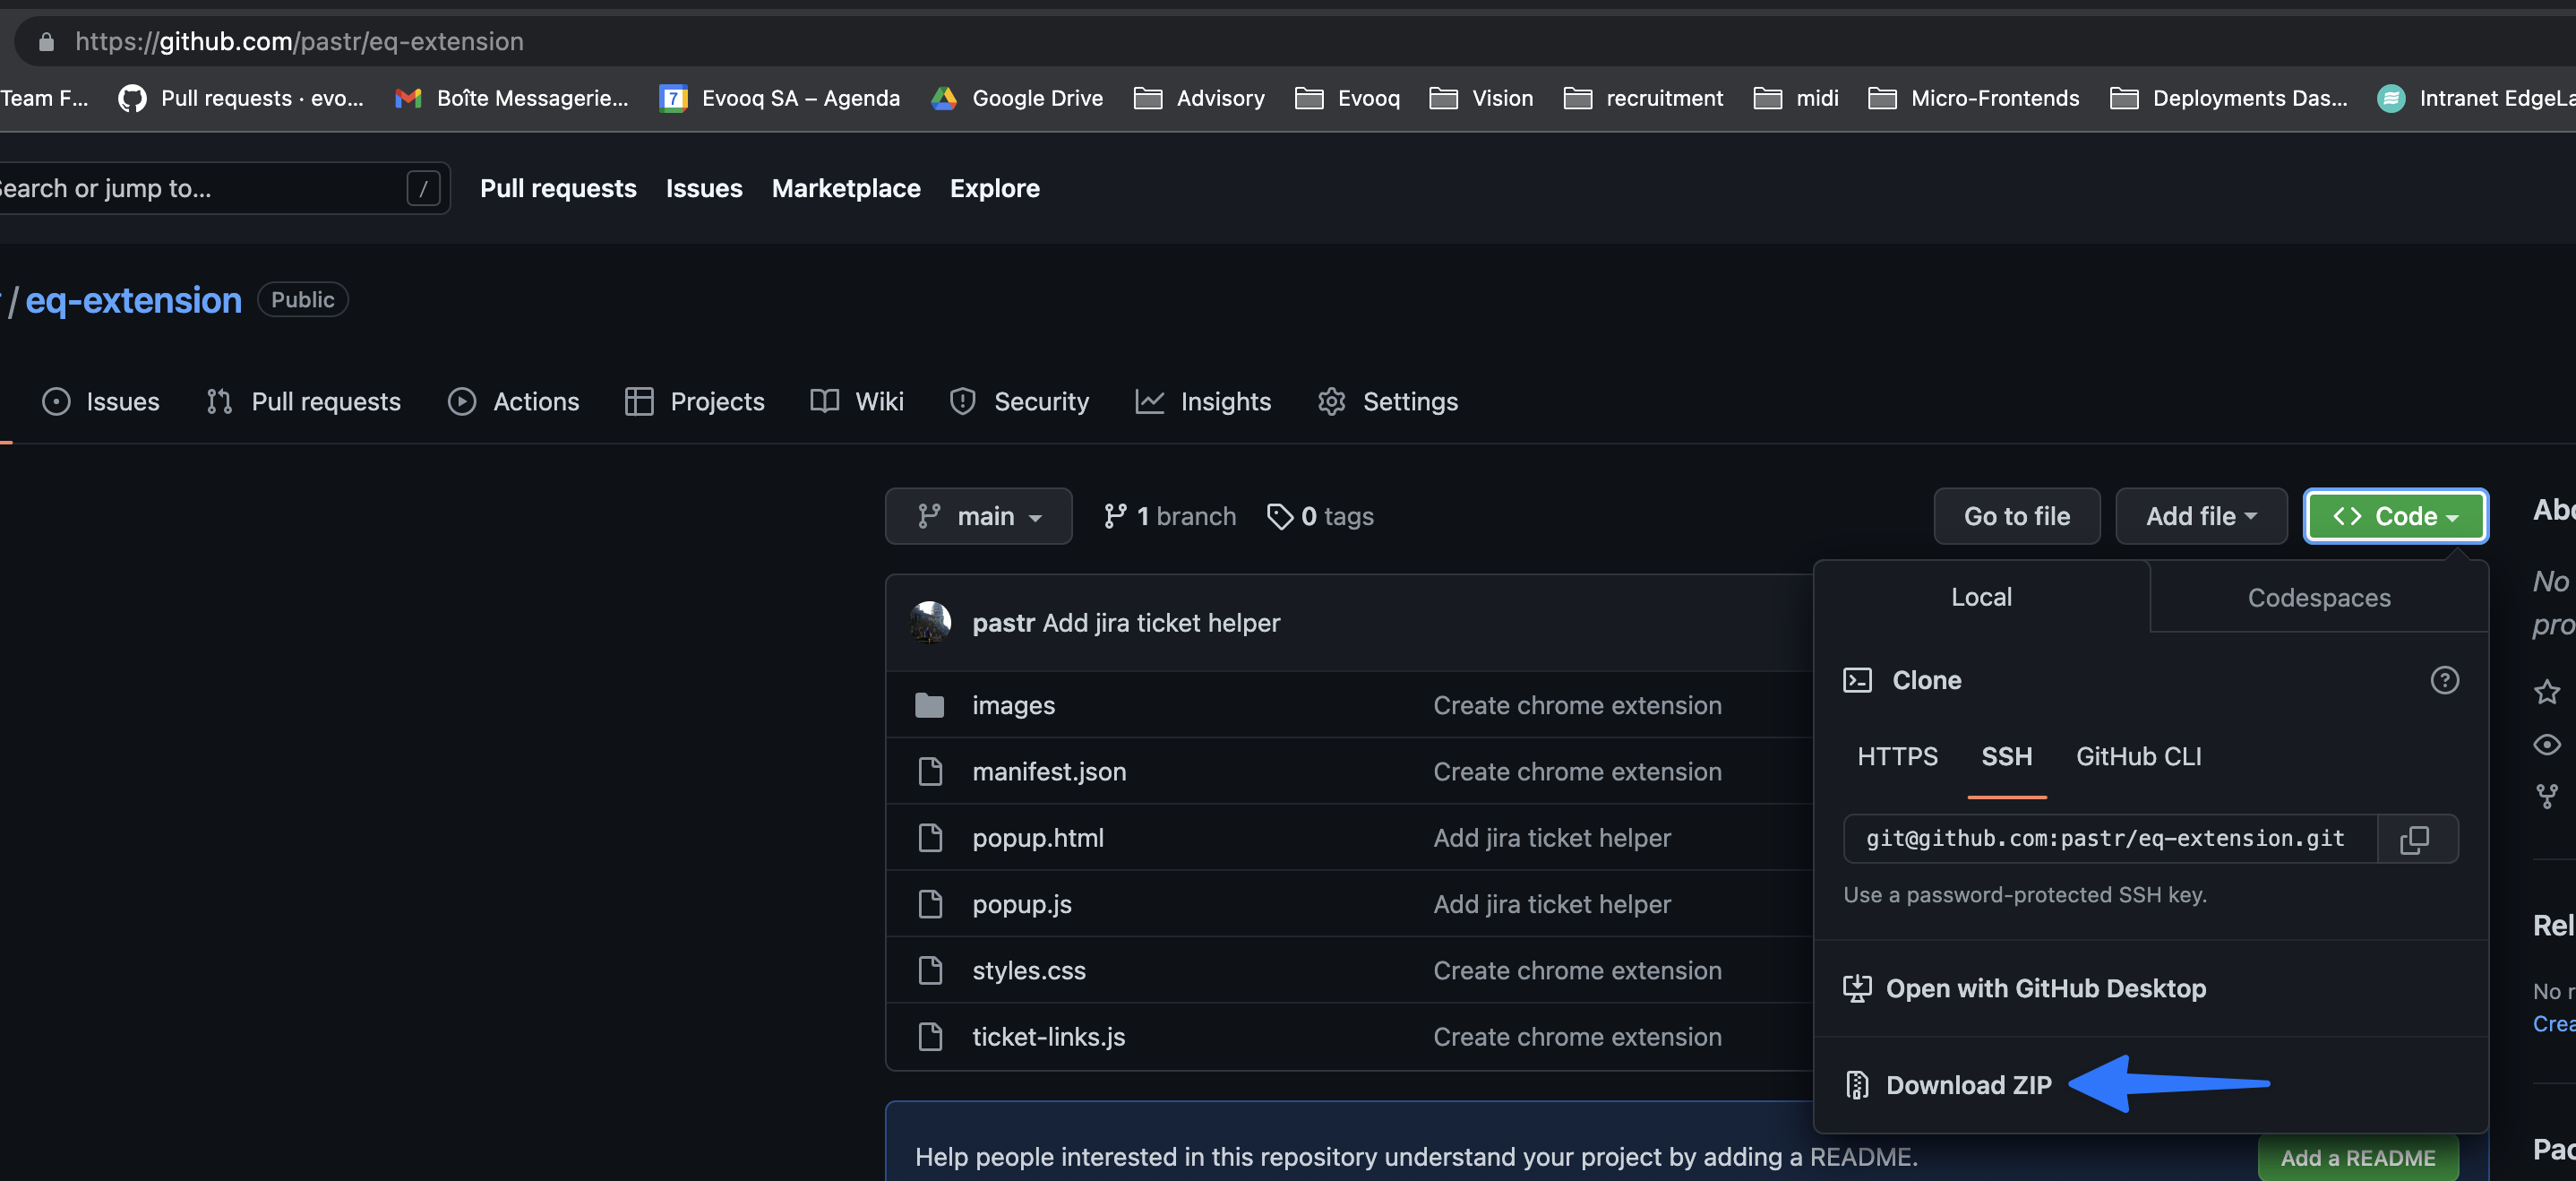 https://github.com/pastr/eq-extension
Team F... Pull requests · evo... Boîte Messagerie... 7 Evooq SA – Agenda Google Drive Advisory Evooq Vision recruitment midi Micro-Frontends Deployments Das... Intranet EdgeLa
Search or jump to... / Pull requests Issues Marketplace Explore
/ eq-extension Public
Issues Pull requests Actions Projects Wiki Security Insights Settings
main 1 branch 0 tags Go to file Add file <> Code
Local Codespaces
pastr Add jira ticket helper
Clone ?
images Create chrome extension
HTTPS SSH GitHub CLI
manifest.json Create chrome extension
popup.html Add jira ticket helper
git@github.com:pastr/eq-extension.git
popup.js Add jira ticket helper
Use a password-protected SSH key.
styles.css Create chrome extension
Open with GitHub Desktop
ticket-links.js Create chrome extension
Download ZIP
Help people interested in this repository understand your project by adding a README.
Add a README
No
pro
Rel
No r
Crea